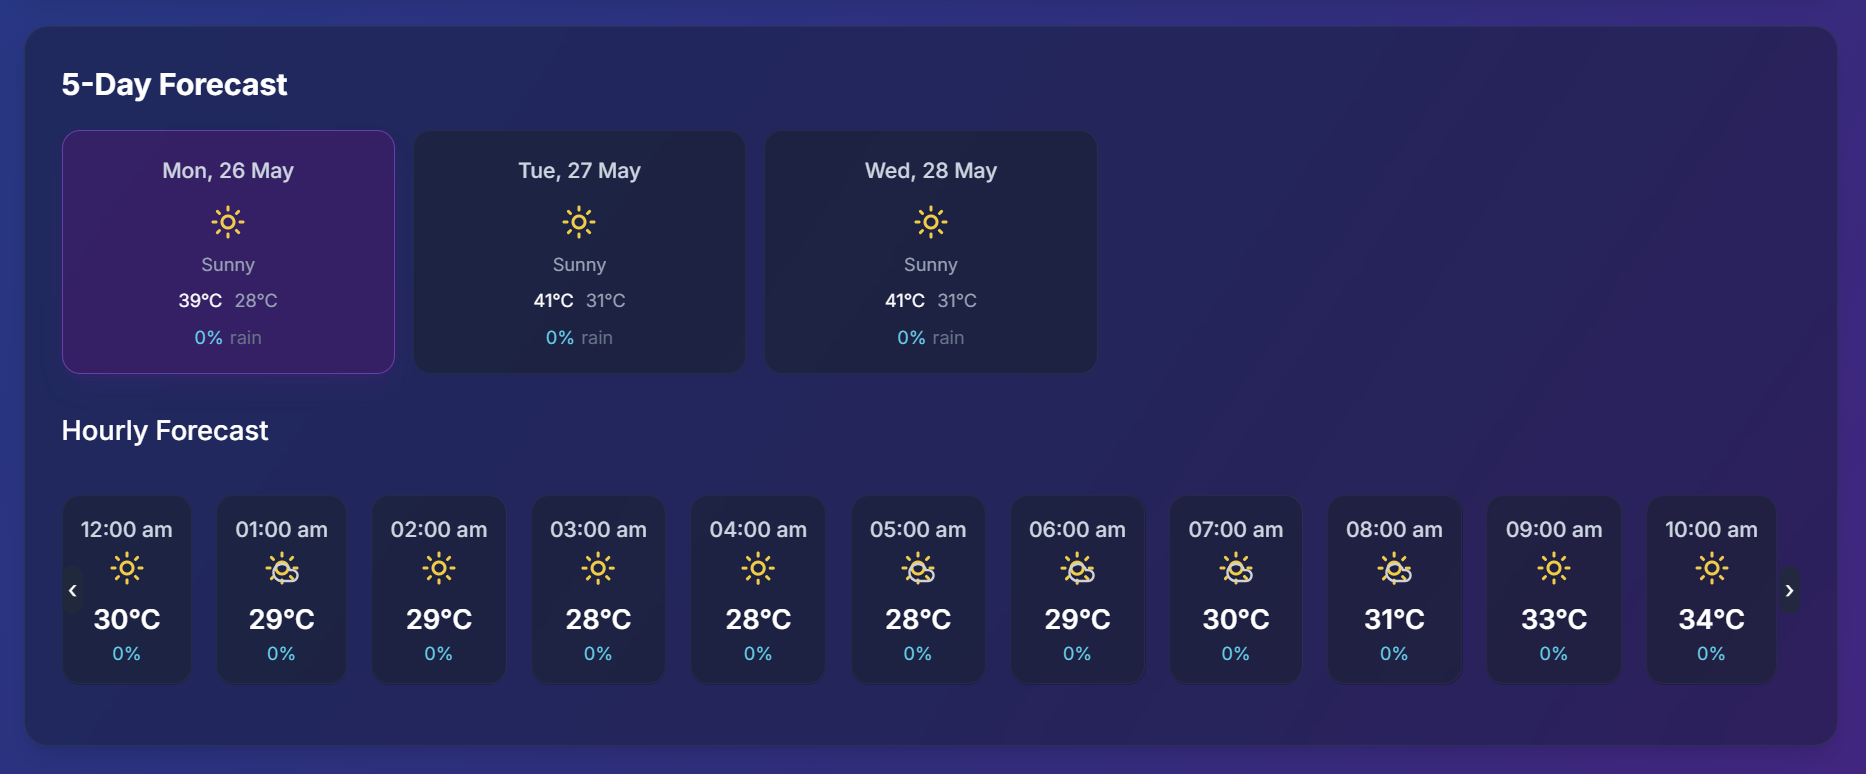 5-Day Forecast
Mon, 26 May
Sunny
39°C 28°C
0% rain
Tue, 27 May
Sunny
41°C 31°C
0% rain
Wed, 28 May
Sunny
41°C 31°C
0% rain
Hourly Forecast
12:00 am
30°C
0%
01:00 am
29°C
0%
02:00 am
29°C
0%
03:00 am
28°C
0%
04:00 am
28°C
0%
05:00 am
28°C
0%
06:00 am
29°C
0%
07:00 am
30°C
0%
08:00 am
31°C
0%
09:00 am
33°C
0%
10:00 am
34°C
0%